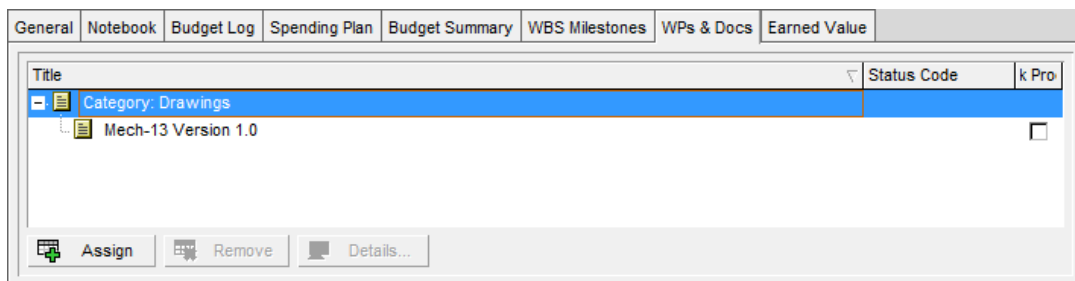 General Notebook Budget Log Spending Plan Budget Summary WBS Milestones WPs & Docs Earned Value
Title Status Code k Pro
Category: Drawings
Mech-13 Version 1.0
Assign Remove Details...